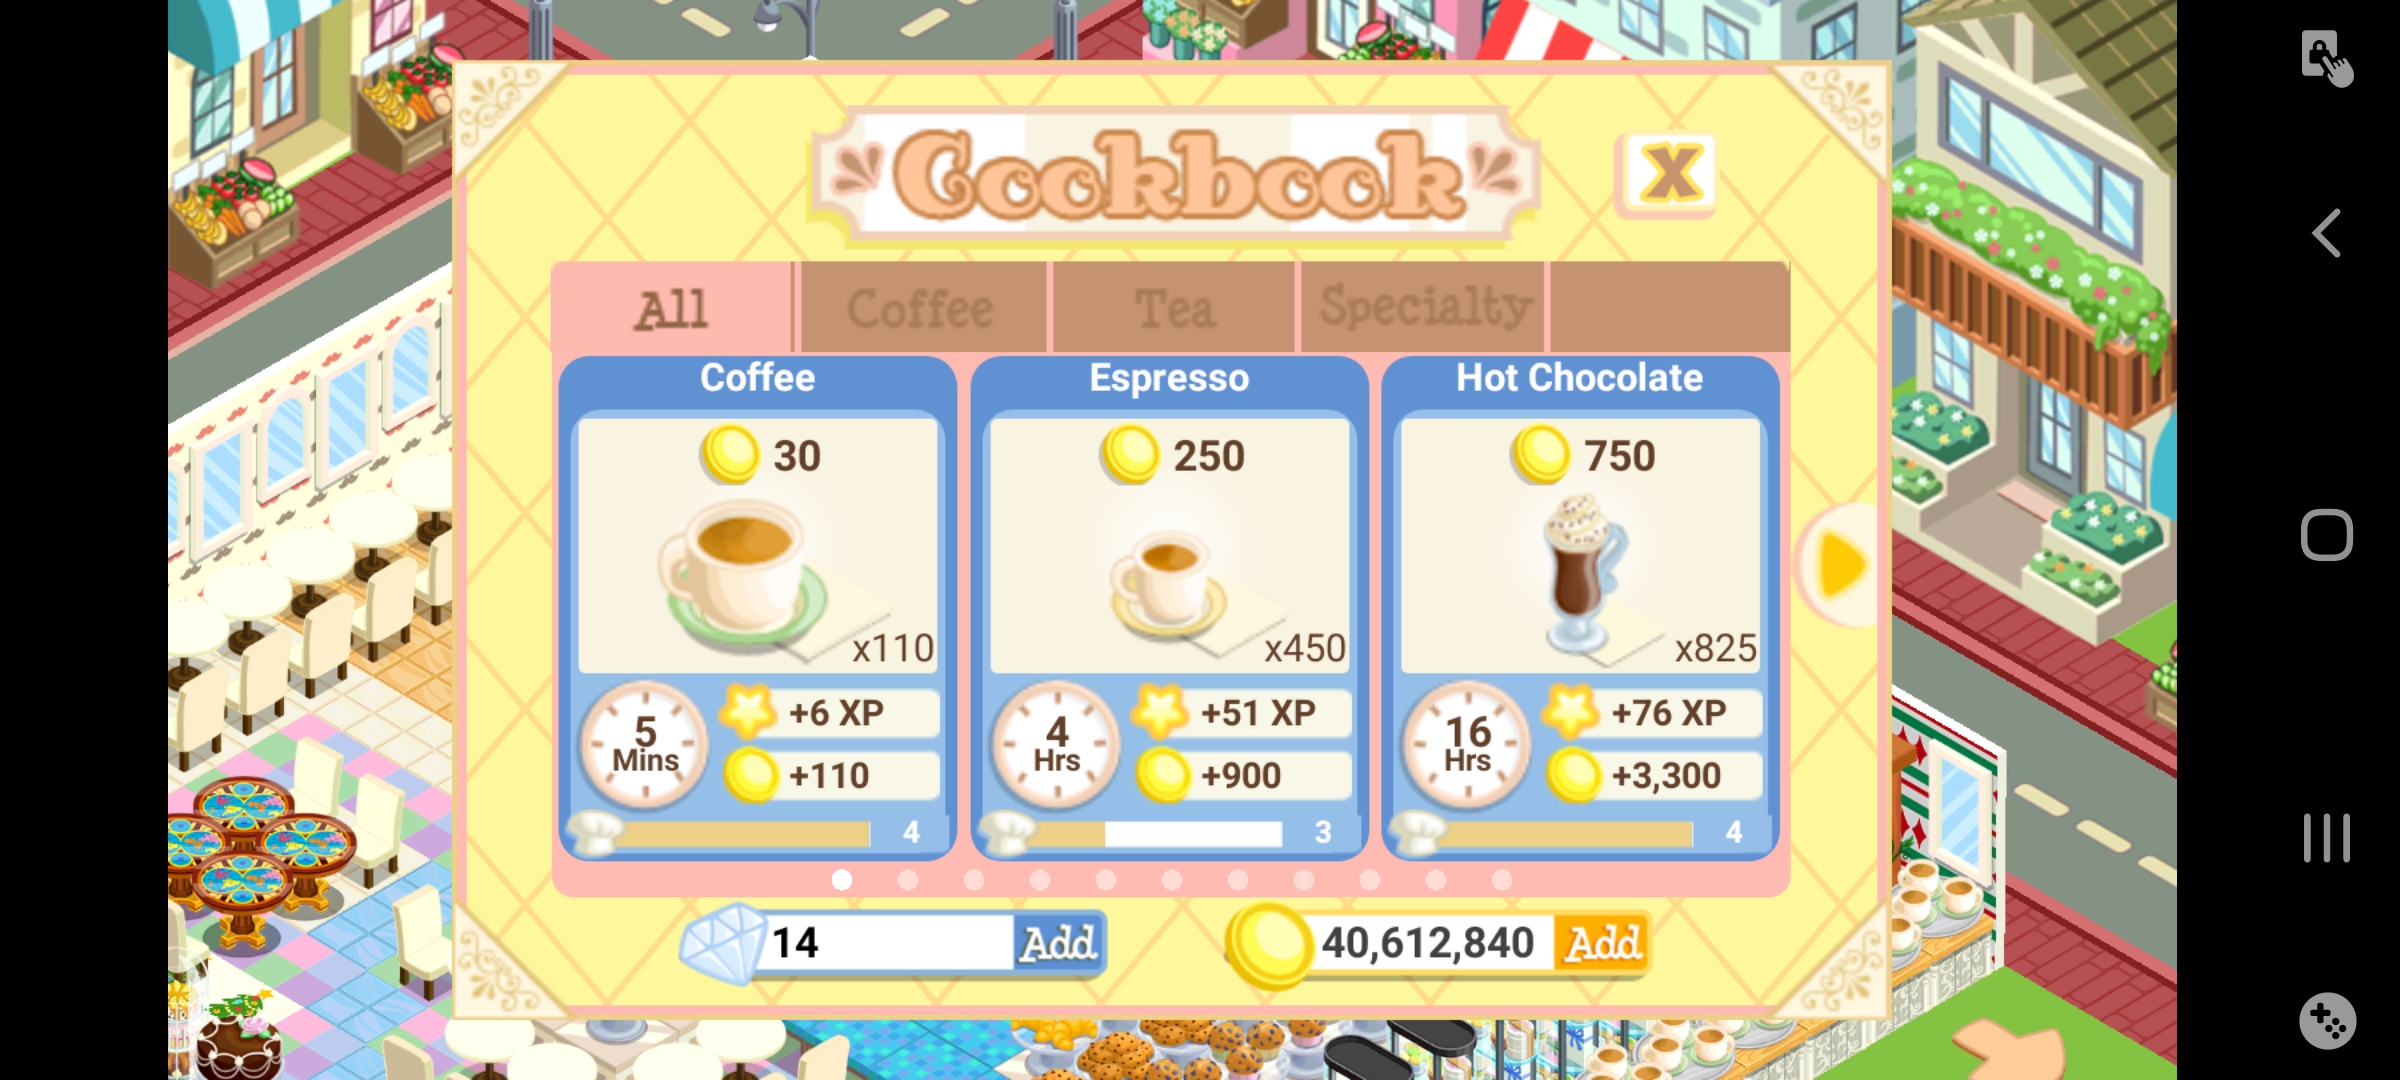 Cookbook
X
All
Coffee
Tea
Specialty
Coffee
30
x110
5
Mins
+6 XP
+110
4
Espresso
250
x450
4
Hrs
+51 XP
+900
3
Hot Chocolate
750
x825
16
Hrs
+76 XP
+3,300
4
14
Add
40,612,840
Add